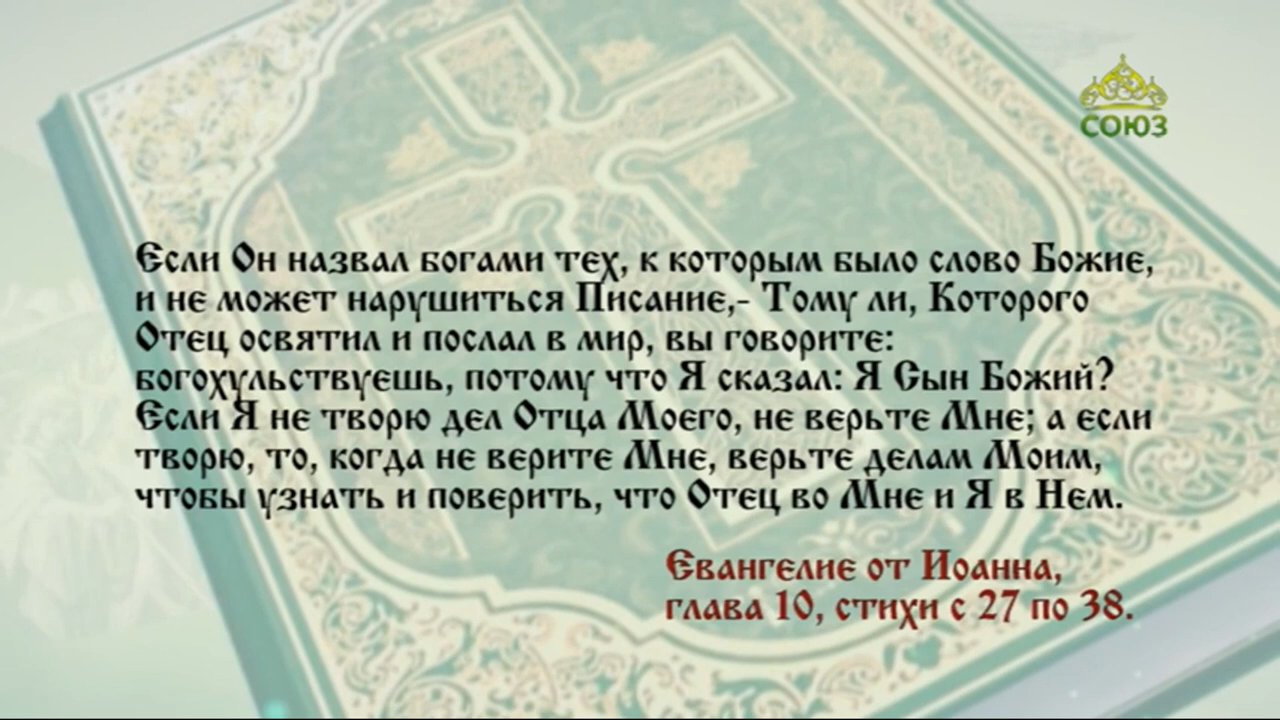 СОЮЗ
Если Он назвал богами тех, к которым было слово Божие,
и не может нарушиться Писание,- Тому ли, Которого
Отец освятил и послал в мир, вы говорите:
богохульствуешь, потому что Я сказал: Я Сын Божий?
Если Я не творю дел Отца Моего, не верьте Мне; а если
творю, то, когда не верите Мне, верьте делам Моим,
чтобы узнать и поверить, что Отец во Мне и Я в Нем.
Евангелие от Иоанна,
глава 10, стихи с 27 по 38.